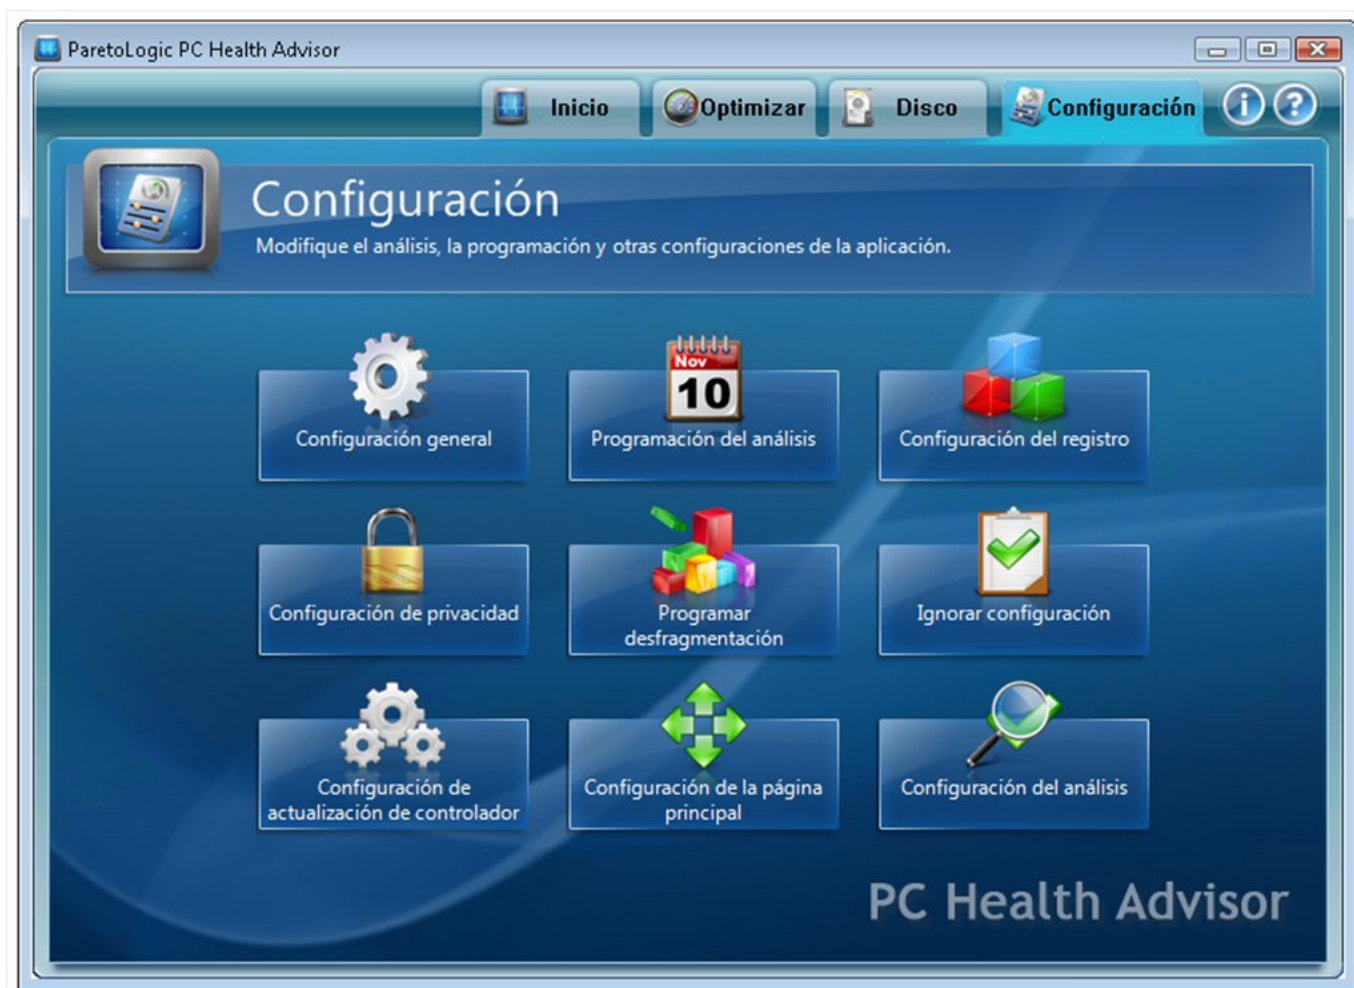 ParetoLogic PC Health Advisor
Inicio
Optimizar
Disco
Configuración
i
?
Configuración
Modifique el análisis, la programación y otras configuraciones de la aplicación.
Configuración general
Nov
10
Programación del análisis
Configuración del registro
Configuración de privacidad
Programar
desfragmentación
Ignorar configuración
Configuración de
actualización de controlador
Configuración de la página
principal
Configuración del análisis
PC Health Advisor